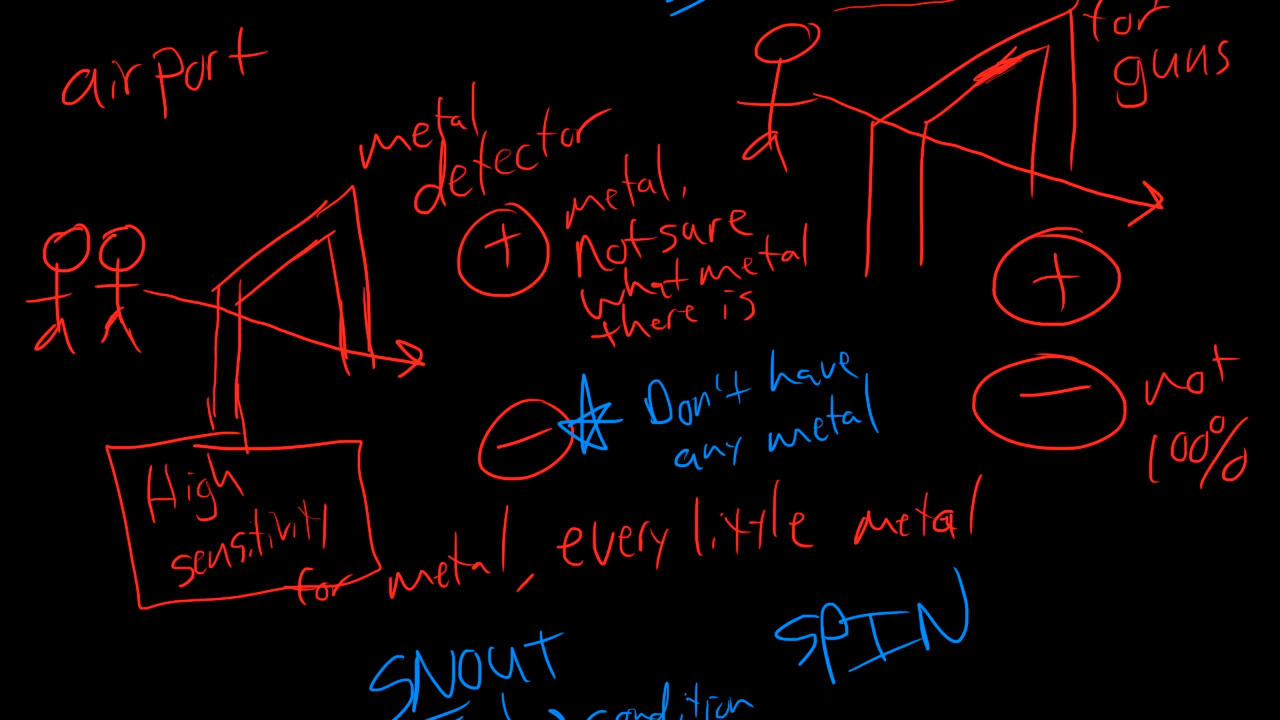 airport
metal
detector
+
metal,
Not sure
what metal
there is
-
Don't have
any metal
High
sensitivity
for metal, every little metal
for
guns
+
-
not
100%
SNOUT
SPIN
condition